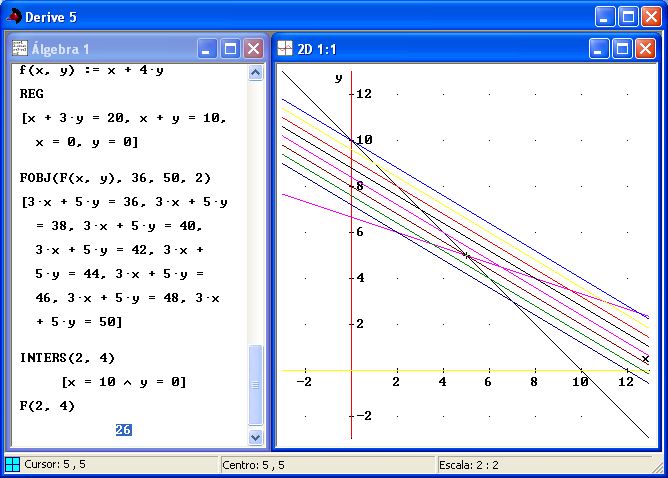 Derive 5
Álgebra 1
f(x, y) := x + 4·y
REG
[x + 3·y = 20, x + y = 10,
x = 0, y = 0]
FOBJ(F(x, y), 36, 50, 2)
[3·x + 5·y = 36, 3·x + 5·y
= 38, 3·x + 5·y = 40,
3·x + 5·y = 42, 3·x +
5·y = 44, 3·x + 5·y =
46, 3·x + 5·y = 48, 3·x
+ 5·y = 50]
INTERS(2, 4)
[x = 10 ^ y = 0]
F(2, 4)
26
2D 1:1
y
12
10
8
6
4
2
x
-2 2 4 6 8 10 12
-2
Cursor: 5 , 5 Centro: 5 , 5 Escala: 2 : 2